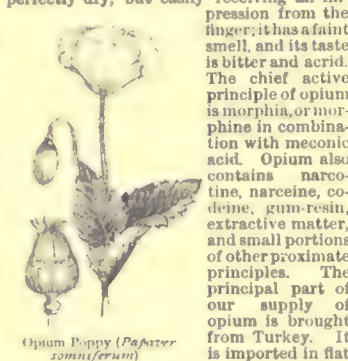 perfectly dry, but easily receiving an im-
pression from the
finger; it has a faint
smell, and its taste
is bitter and acrid.
The chief active
principle of opium
is morphia, or mor-
phine in combina-
tion with meconic
acid. Opium also
contains narco-
tine, narceine, co-
deine, gum-resin,
extractive matter,
and small portions
of other proximate
principles. The
principal part of
our supply of
opium is brought
from Turkey. It
is imported in flat
Opium Poppy (Papaver
somniferum)